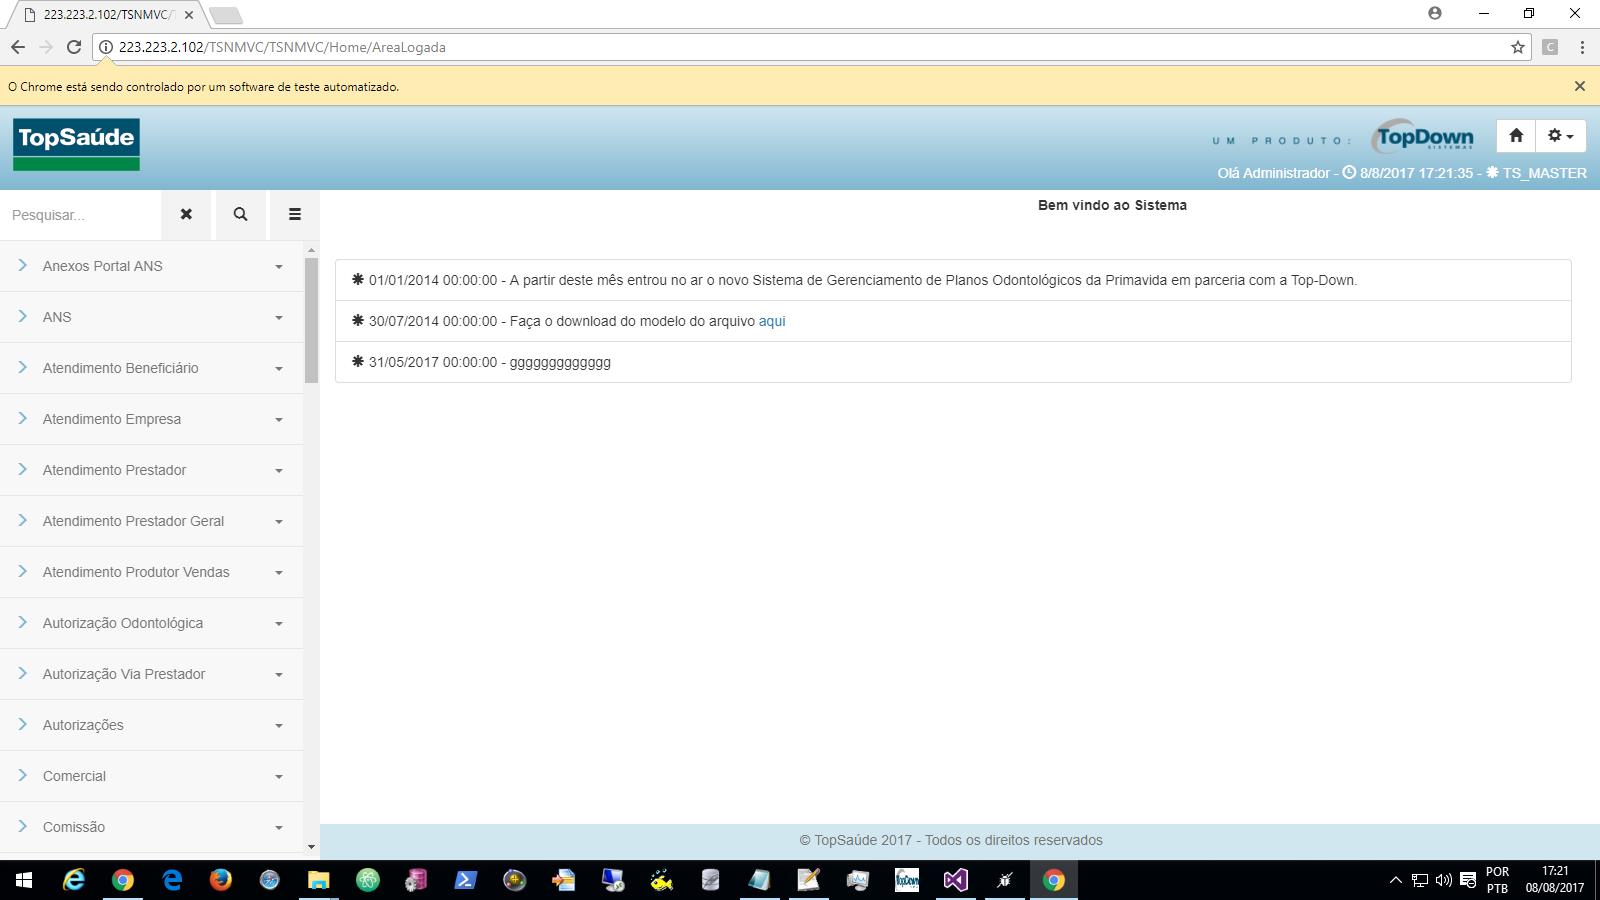 223.223.2.102/TSNMVC/T
223.223.2.102/TSNMVC/TSNMVC/Home/AreaLogada
C
O Chrome está sendo controlado por um software de teste automatizado.
TopSaúde
UM PRODUTO:
TopDown
SISTEMAS
Olá Administrador - 8/8/2017 17:21:35 - TS_MASTER
Pesquisar...
Bem vindo ao Sistema
01/01/2014 00:00:00 - A partir deste mês entrou no ar o novo Sistema de Gerenciamento de Planos Odontológicos da Primavida em parceria com a Top-Down.
30/07/2014 00:00:00 - Faça o download do modelo do arquivo aqui
31/05/2017 00:00:00 - ggggggggggggg
Anexos Portal ANS
ANS
Atendimento Beneficiário
Atendimento Empresa
Atendimento Prestador
Atendimento Prestador Geral
Atendimento Produtor Vendas
Autorização Odontológica
Autorização Via Prestador
Autorizações
Comercial
Comissão
© TopSaúde 2017 - Todos os direitos reservados
TopDown
POR
PTB
17:21
08/08/2017